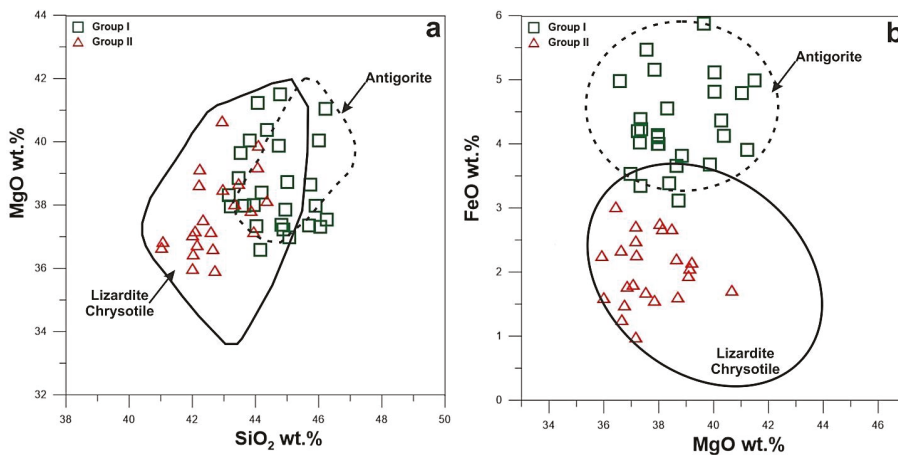 a
Group I
Group II
Antigorite
Lizardite
Chrysotile
MgO wt.%
44
42
40
38
36
34
32
38
40
42
44
46
48
SiO₂ wt.%
b
Group I
Group II
Antigorite
Lizardite
Chrysotile
FeO wt.%
6
5
4
3
2
1
0
34
36
38
40
42
44
46
MgO wt.%